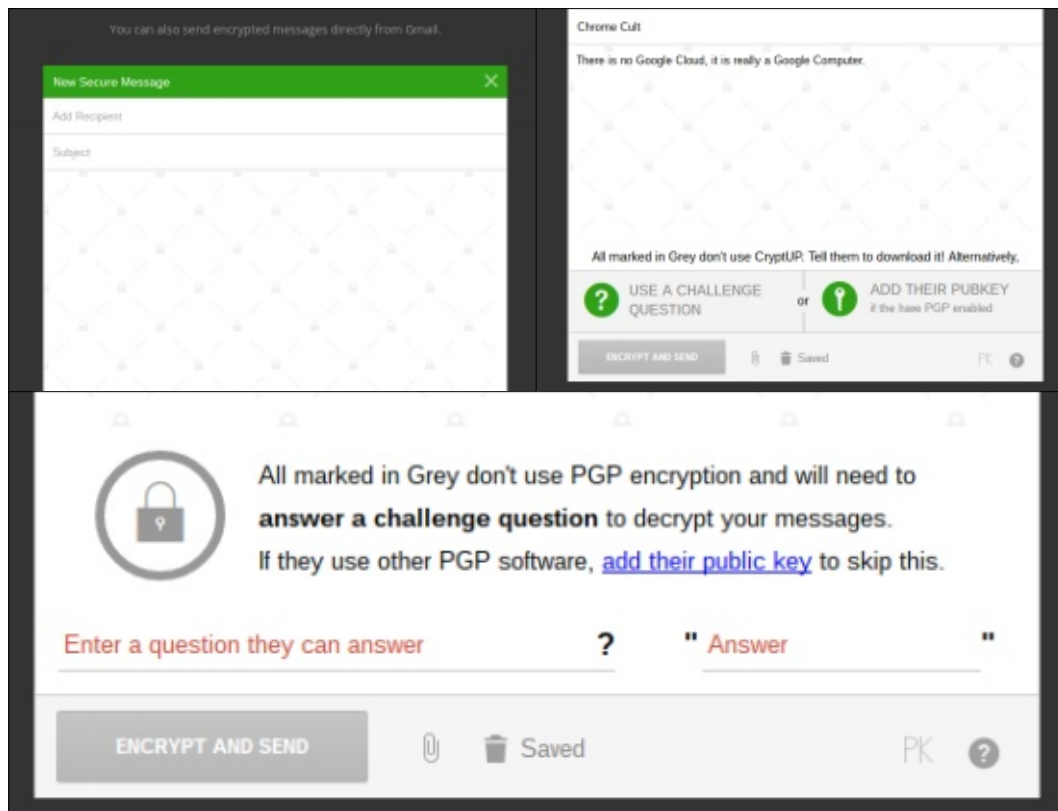 You can also send encrypted messages directly from Gmail.
New Secure Message
Add Recipient
Subject
Chrome Cult
There is no Google Cloud, it is really a Google Computer.
All marked in Grey don't use CryptUP. Tell them to download it! Alternatively,
USE A CHALLENGE
QUESTION
or
ADD THEIR PUBKEY
if the have PGP enabled
ENCRYPT AND SEND
Saved
PK
?
All marked in Grey don't use PGP encryption and will need to
answer a challenge question to decrypt your messages.
If they use other PGP software, add their public key to skip this.
Enter a question they can answer ? " Answer "
ENCRYPT AND SEND
Saved
PK
?